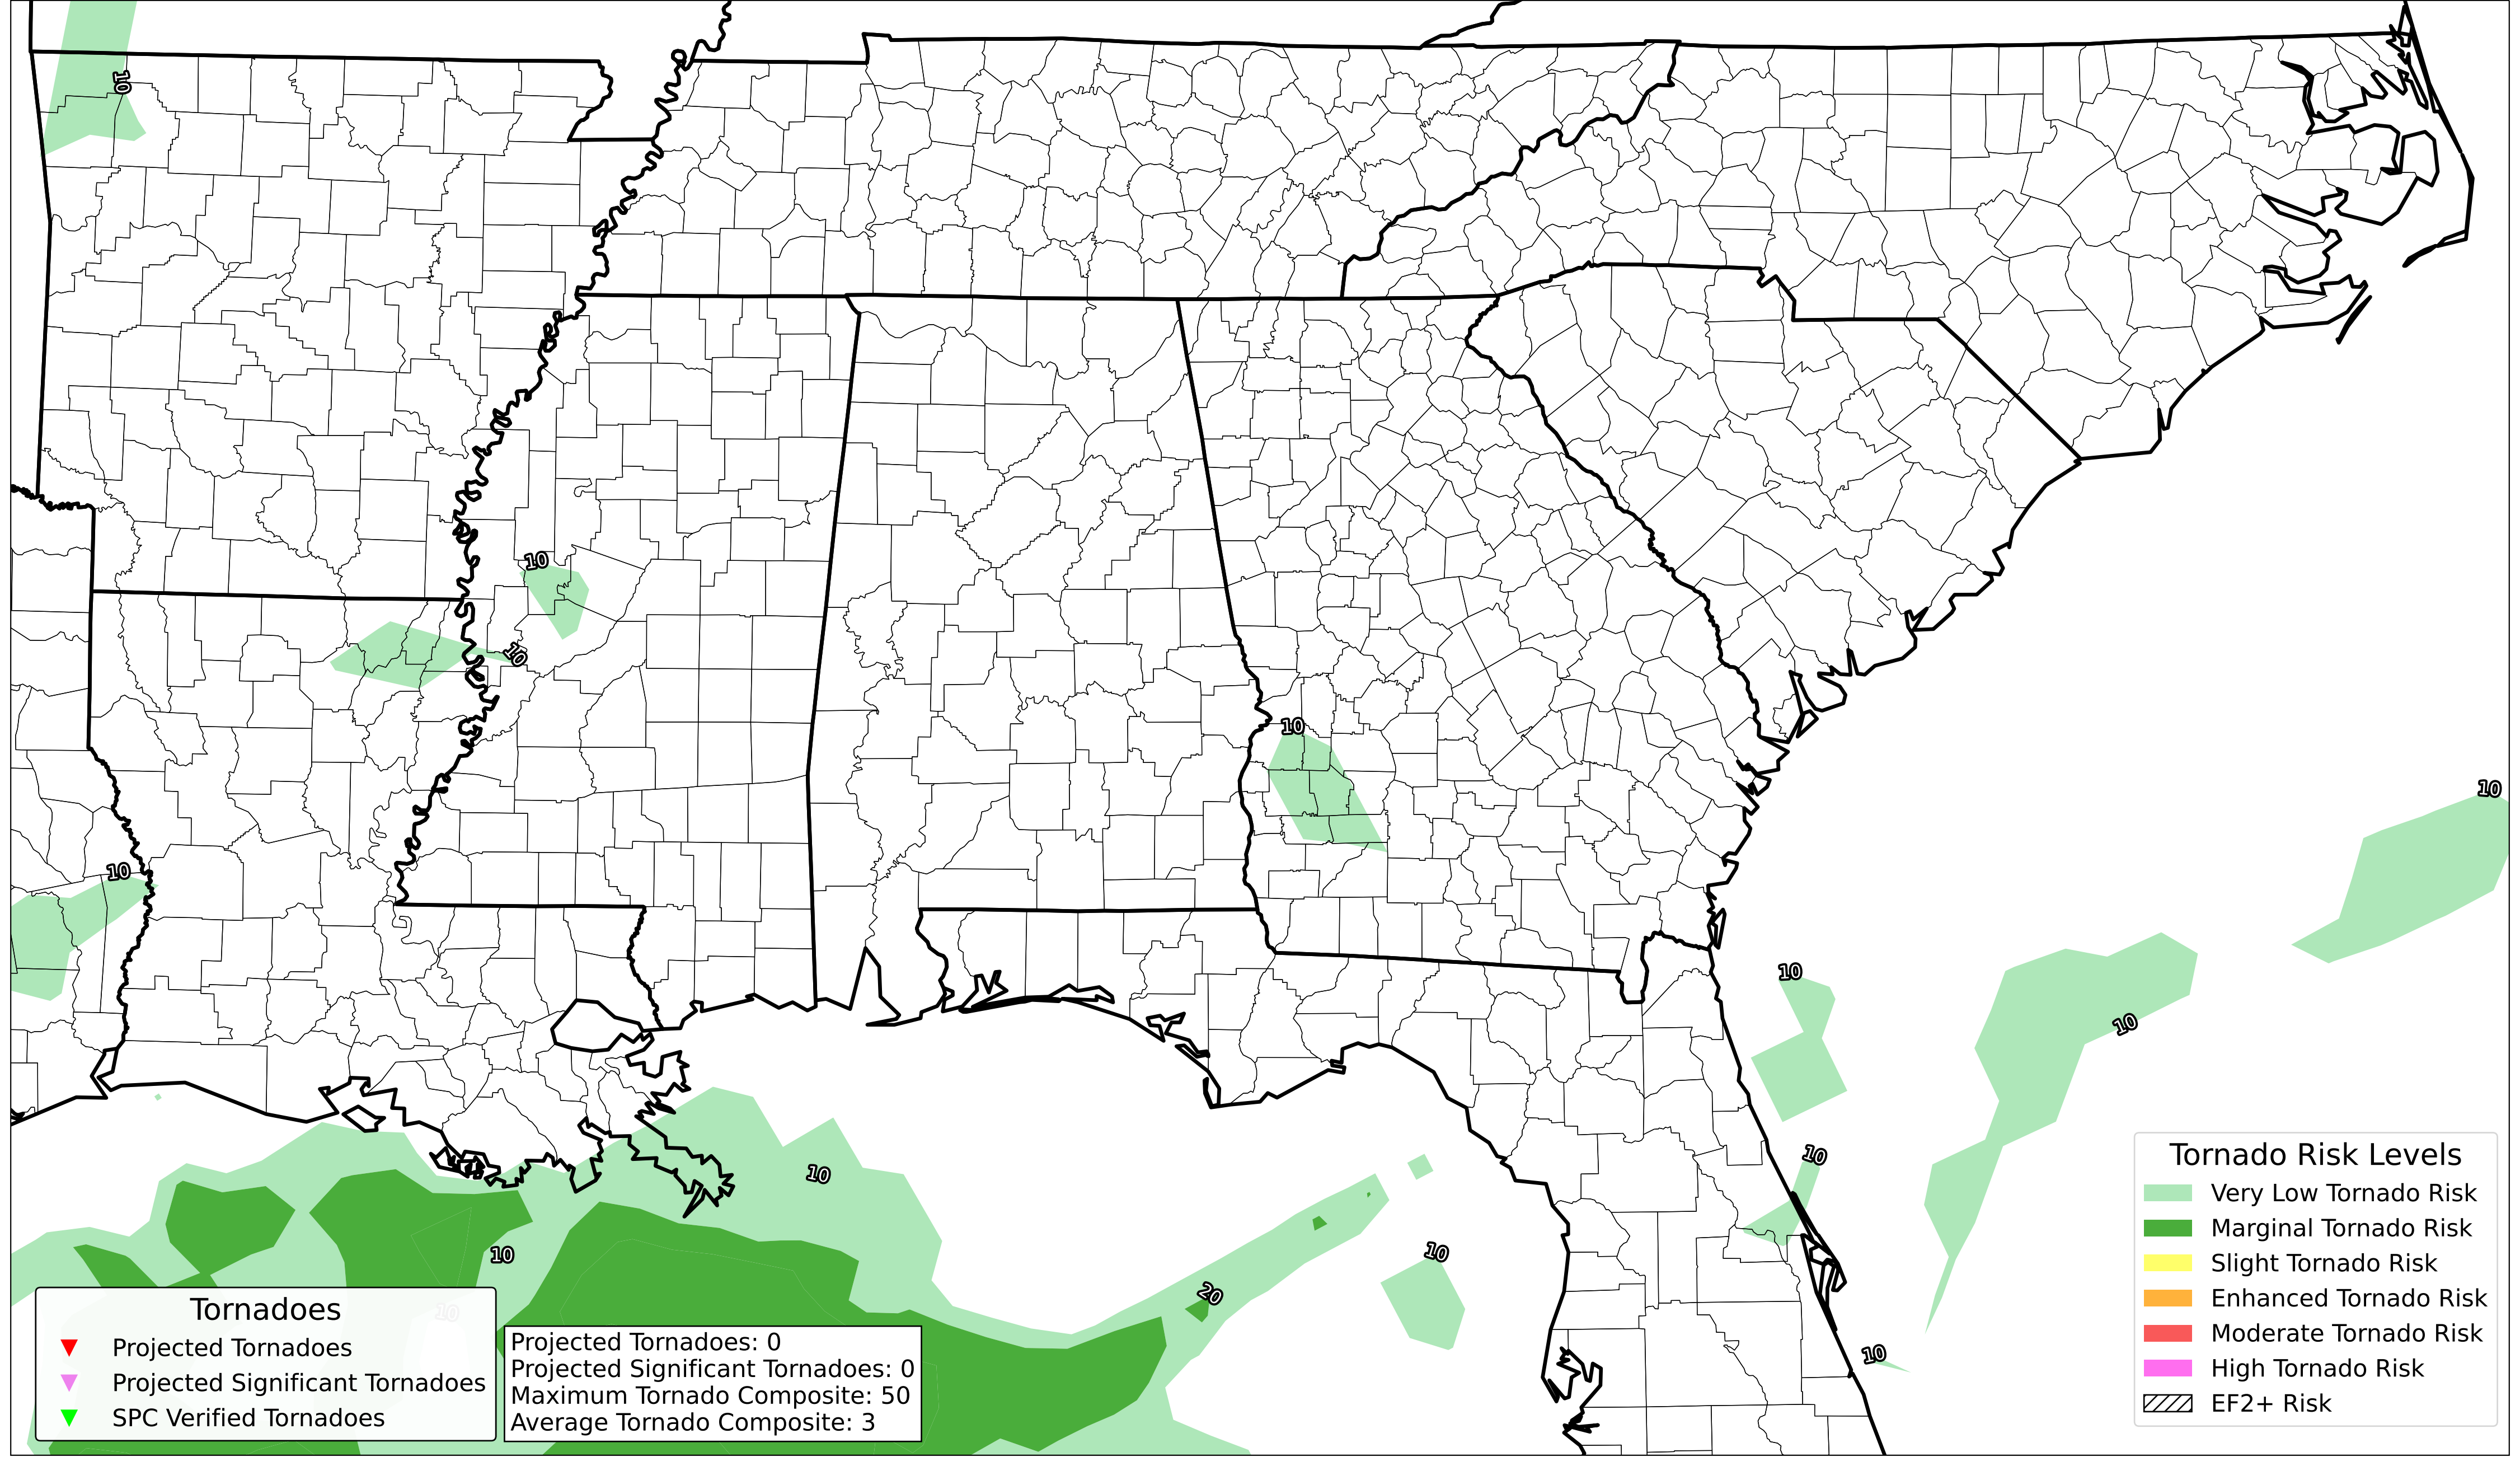 10
10
10
10
10
10
10
10
10
10
10
20
10
10
10
Tornadoes
Projected Tornadoes
Projected Significant Tornadoes
SPC Verified Tornadoes
Projected Tornadoes: 0
Projected Significant Tornadoes: 0
Maximum Tornado Composite: 50
Average Tornado Composite: 3
Tornado Risk Levels
Very Low Tornado Risk
Marginal Tornado Risk
Slight Tornado Risk
Enhanced Tornado Risk
Moderate Tornado Risk
High Tornado Risk
EF2+ Risk